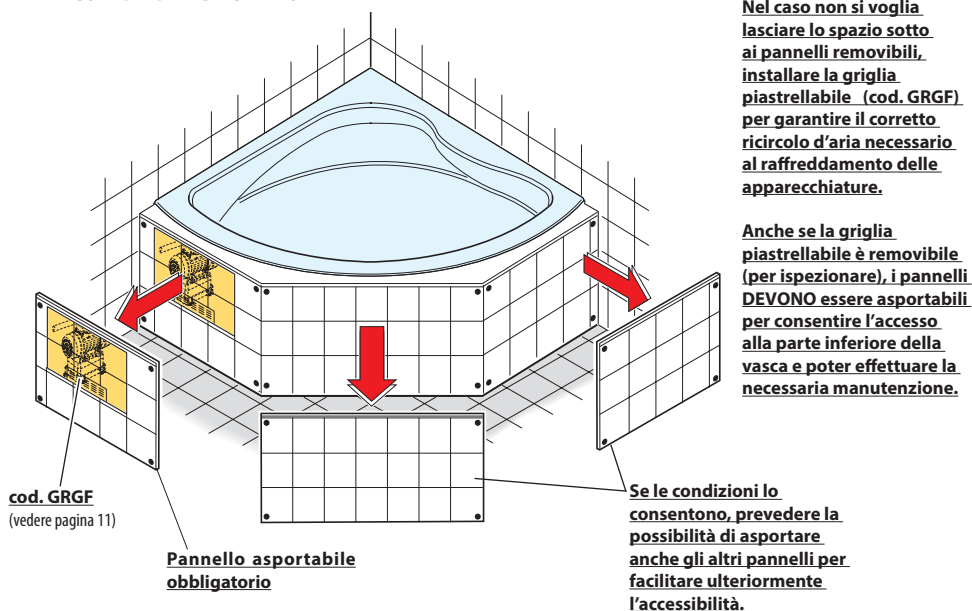 Nel caso non si voglia
lasciare lo spazio sotto
ai pannelli removibili,
installare la griglia
piastrellabile (cod. GRGF)
per garantire il corretto
ricircolo d’aria necessario
al raffreddamento delle
apparecchiature.
Anche se la griglia
piastrellabile è removibile
(per ispezionare), i pannelli
DEVONO essere asportabili
per consentire l’accesso
alla parte inferiore della
vasca e poter effettuare la
necessaria manutenzione.
cod. GRGF
(vedere pagina 11)
Pannello asportabile
obbligatorio
Se le condizioni lo
consentono, prevedere la
possibilità di asportare
anche gli altri pannelli per
facilitare ulteriormente
l’accessibilità.